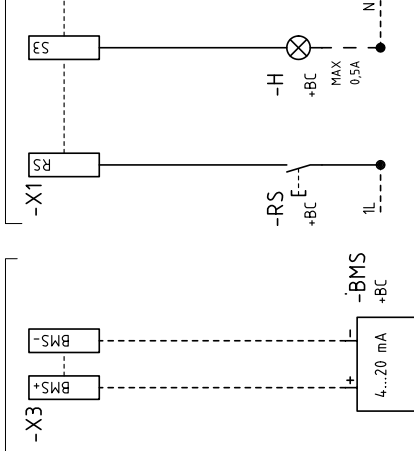 N
S3
-H
+BC
MAX
0,5A
-X1
RS
-RS
+BC
1L
-BMS
+BC
BMS-
-
-X3
BMS+
+
4...20 mA